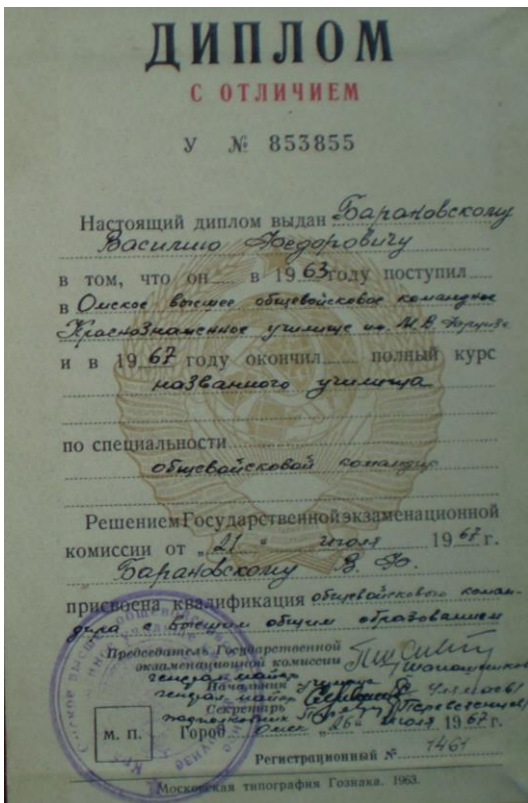 ДИПЛОМ
С ОТЛИЧИЕМ
У № 853855
Настоящий диплом выдан Барановскому
Василию Федоровичу
в том, что он в 1963 году поступил
в Омское высшее общевойсковое командное
Краснознаменное училище им. М.В. Фрунзе
и в 1967 году окончил полный курс
названного училища
по специальности
общевойсковой командир
Решением Государственной экзаменационной
комиссии от „21“ июля 1967 г.
Барановскому В. Ф.
присвоена квалификация общевойскового коман-
дира с высшим общим образованием
Председатель Государственной
экзаменационной комиссии
генерал-майор
Начальник училища
генерал-майор
Секретарь
подполковник
М. П.
Город Омск „26“ июля 1967 г.
Регистрационный № 1461
Московская типография Гознака. 1963.